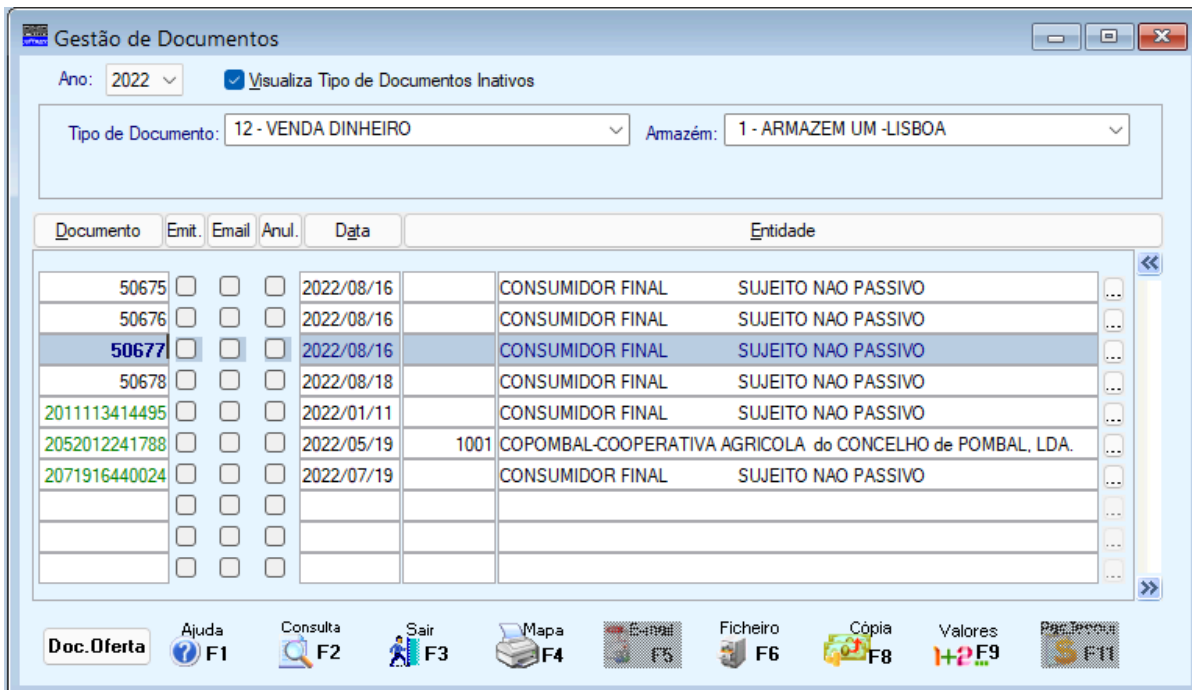 Gestão de Documentos
Ano: 2022 Visualiza Tipo de Documentos Inativos
Tipo de Documento: 12 - VENDA DINHEIRO Armazém: 1 - ARMAZEM UM -LISBOA
Documento Emit. Email Anul. Data Entidade
50675 2022/08/16 CONSUMIDOR FINAL SUJEITO NAO PASSIVO ...
50676 2022/08/16 CONSUMIDOR FINAL SUJEITO NAO PASSIVO ...
50677 2022/08/16 CONSUMIDOR FINAL SUJEITO NAO PASSIVO ...
50678 2022/08/18 CONSUMIDOR FINAL SUJEITO NAO PASSIVO ...
2011113414495 2022/01/11 CONSUMIDOR FINAL SUJEITO NAO PASSIVO ...
2052012241788 2022/05/19 1001 COPOMBAL-COOPERATIVA AGRICOLA do CONCELHO de POMBAL, LDA. ...
2071916440024 2022/07/19 CONSUMIDOR FINAL SUJEITO NAO PASSIVO ...
...
...
...
Doc.Oferta Ajuda F1 Consulta F2 Sair F3 Mapa F4 E-mail F5 Ficheiro F6 Cópia F8 Valores 1+2 F9 F11